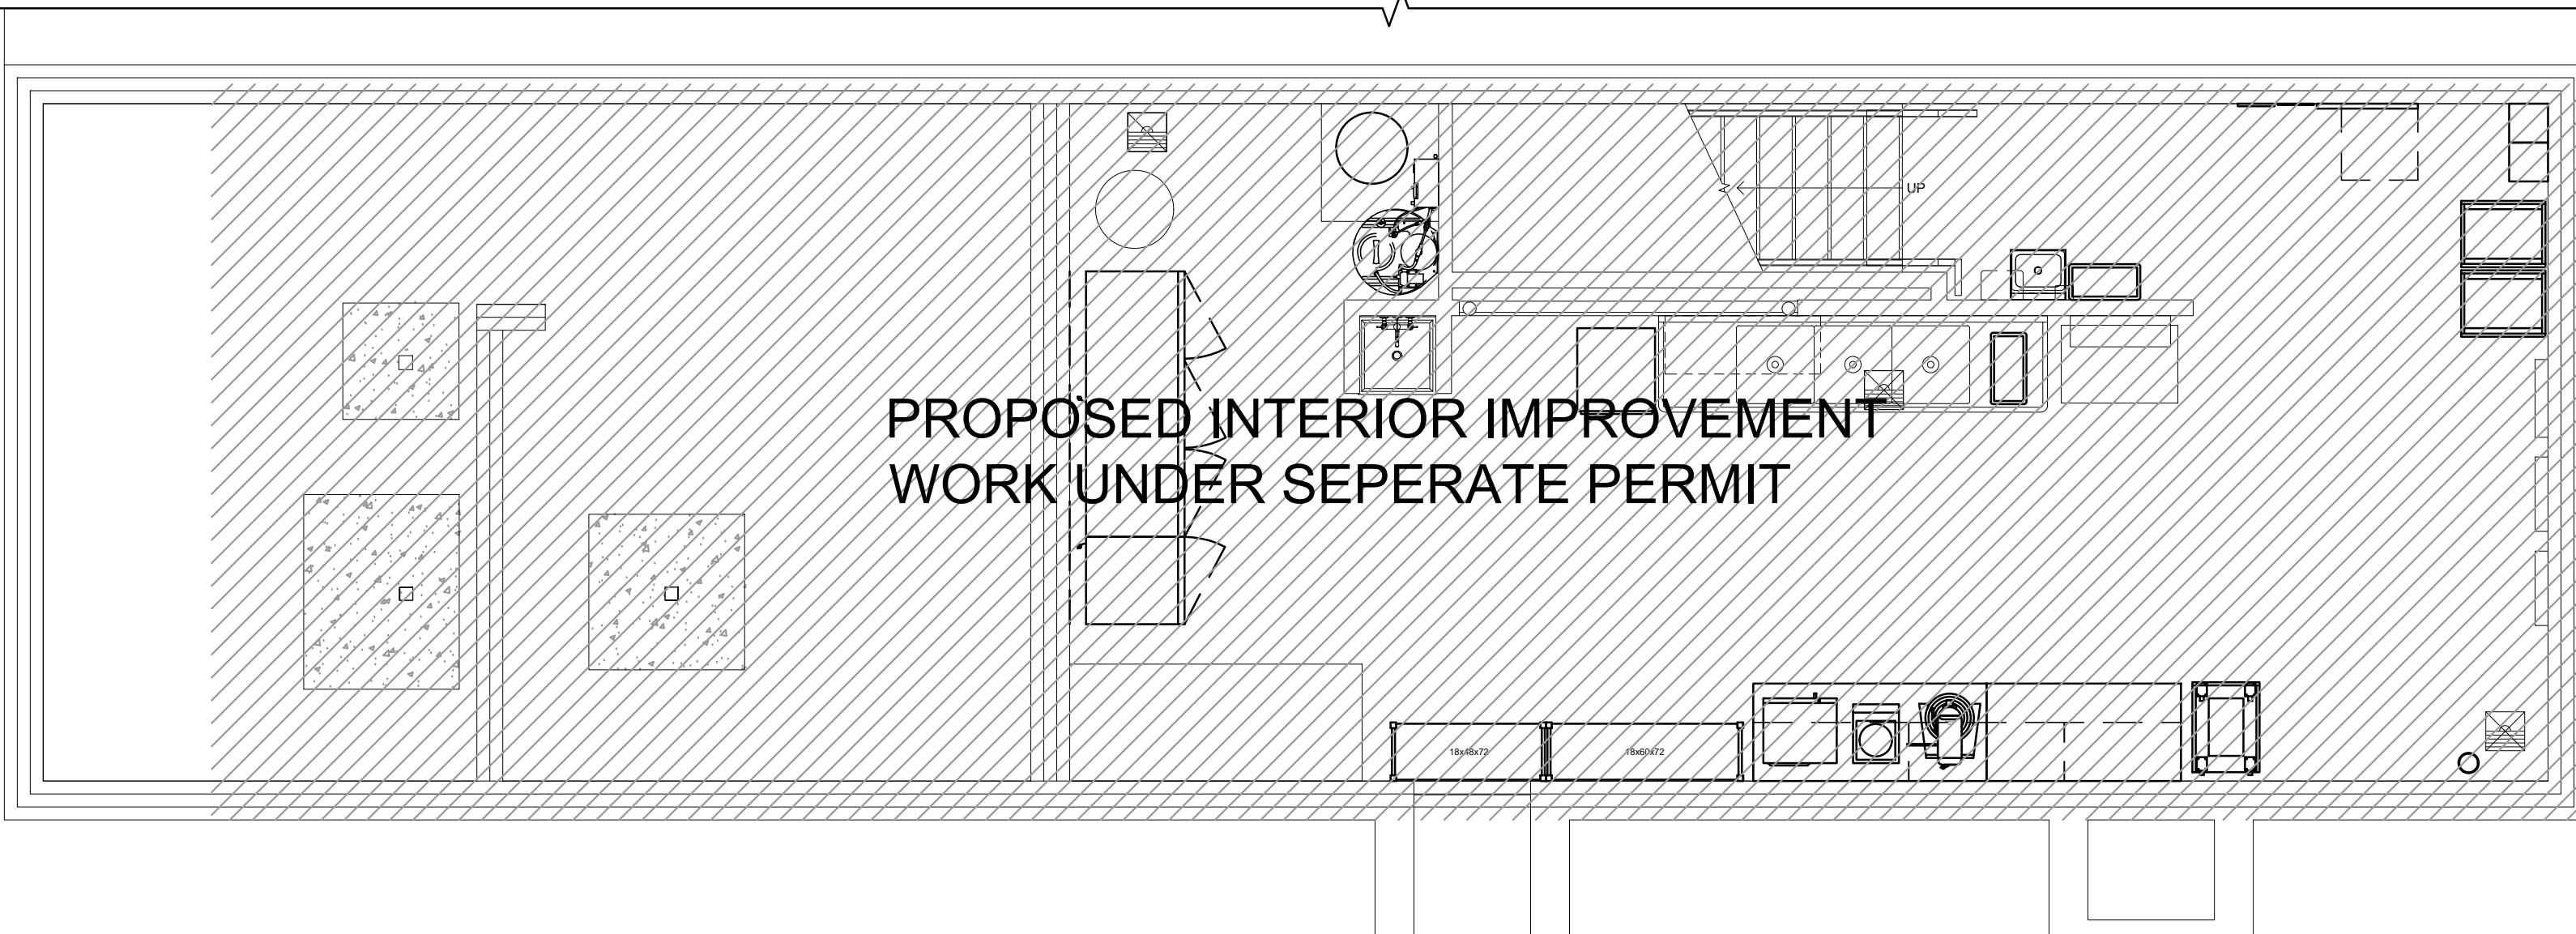 UP
PROPOSED INTERIOR IMPROVEMENT
WORK UNDER SEPERATE PERMIT
18x48x72
18x60x72